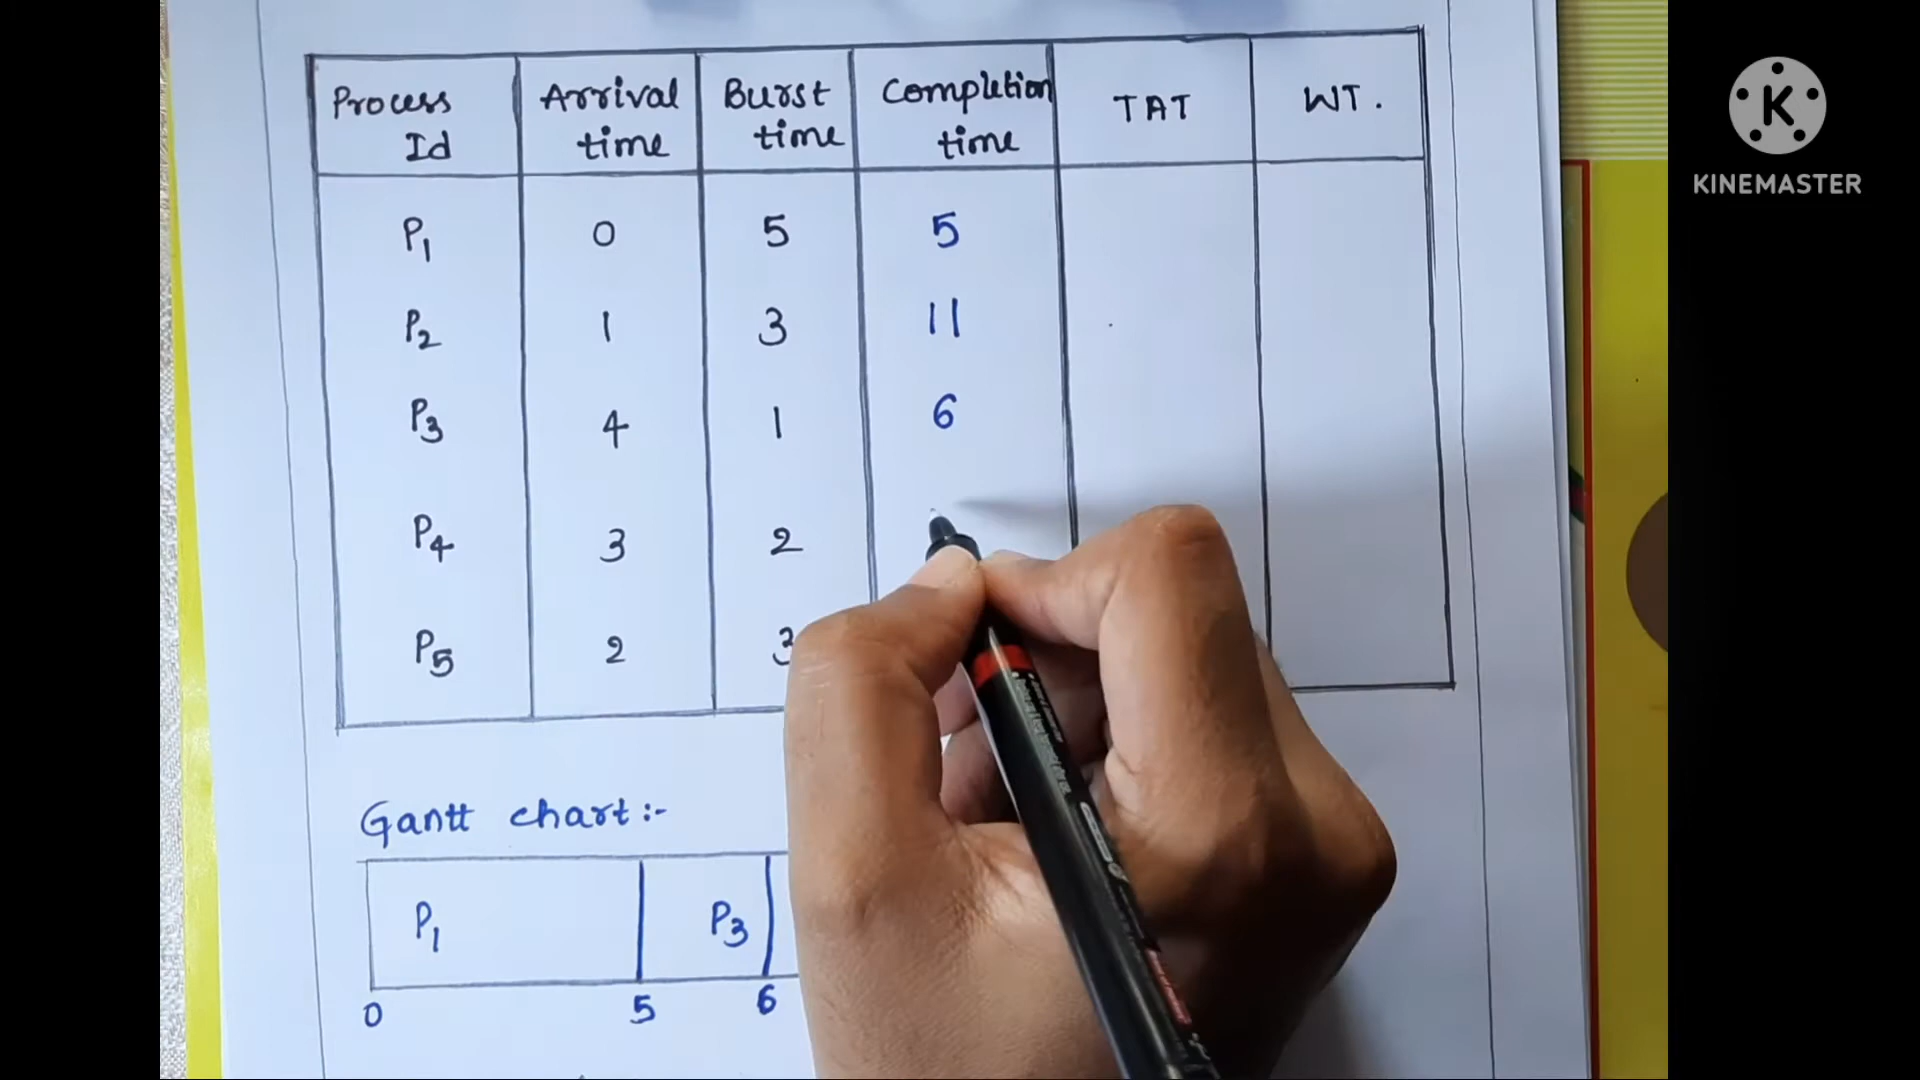 Process Id Arrival time Burst time Completion time TAT WT.
P1 0 5 5
P2 1 3 11
P3 4 1 6
P4 3 2
P5 2 3
Gantt chart:-
P1 P3
0 5 6
K
KINEMASTER